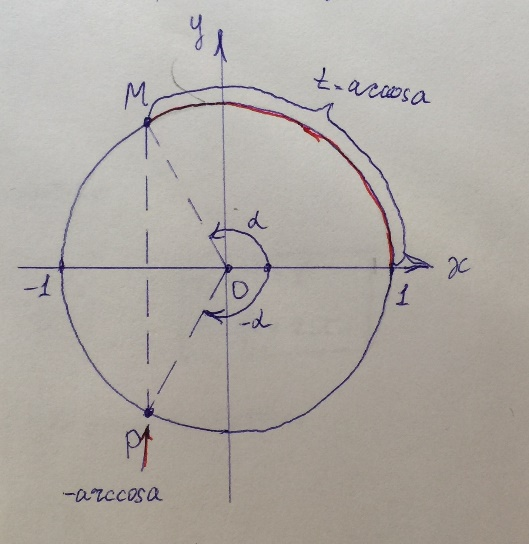 y
M
t = arccosa
α
x
-1
O
1
-α
P
-arccosa